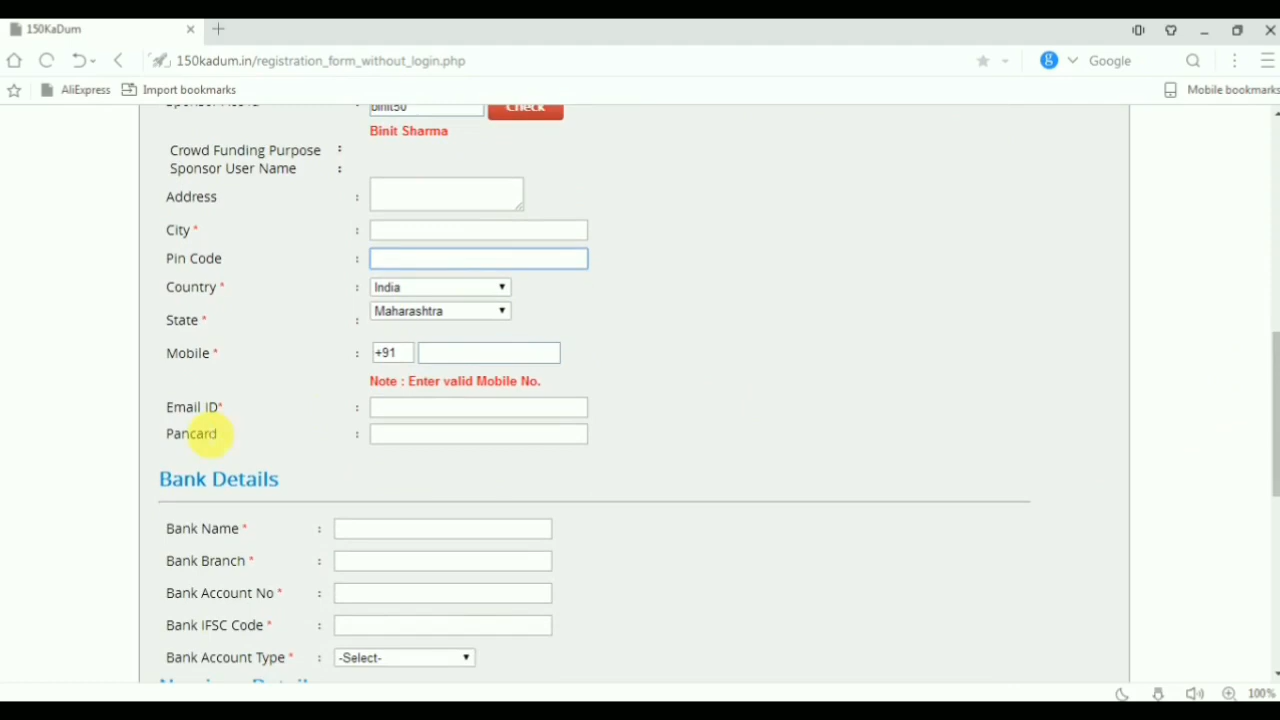 150KaDum
150kadum.in/registration_form_without_login.php
g Google
AliExpress Import bookmarks Mobile bookmarks
: binit50 Check
Binit Sharma
Crowd Funding Purpose :
Sponsor User Name :
Address :
City * :
Pin Code :
Country * : India
State * : Maharashtra
Mobile * : +91
Note : Enter valid Mobile No.
Email ID* :
Pancard :
Bank Details
Bank Name * :
Bank Branch * :
Bank Account No * :
Bank IFSC Code * :
Bank Account Type * : -Select-
100%